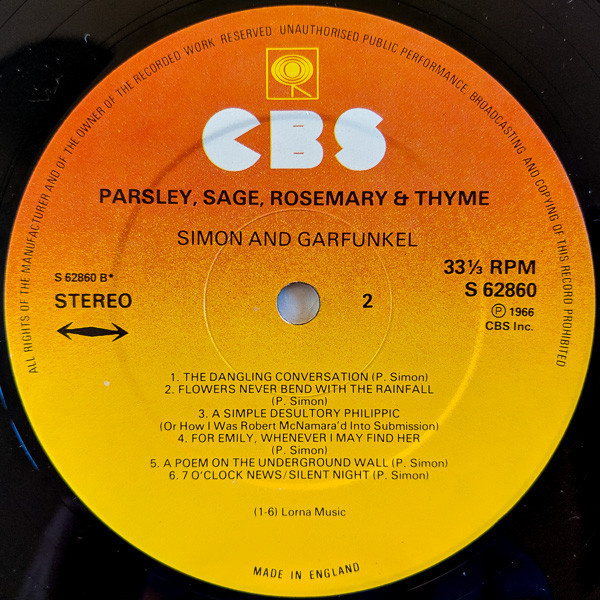 ALL RIGHTS OF THE MANUFACTURER AND OF THE OWNER OF THE RECORDED WORK RESERVED UNAUTHORISED PUBLIC PERFORMANCE, BROADCASTING AND COPYING OF THIS RECORD PROHIBITED
CBS
PARSLEY, SAGE, ROSEMARY & THYME
SIMON AND GARFUNKEL
S 62860 B*
STEREO
2
33⅓ RPM
S 62860
Ⓟ 1966
CBS Inc.
1. THE DANGLING CONVERSATION (P. Simon)
2. FLOWERS NEVER BEND WITH THE RAINFALL
(P. Simon)
3. A SIMPLE DESULTORY PHILIPPIC
(Or How I Was Robert McNamara'd Into Submission)
4. FOR EMILY, WHENEVER I MAY FIND HER
(P. Simon)
5. A POEM ON THE UNDERGROUND WALL (P. Simon)
6. 7 O'CLOCK NEWS/SILENT NIGHT (P. Simon)
(1-6) Lorna Music
MADE IN ENGLAND